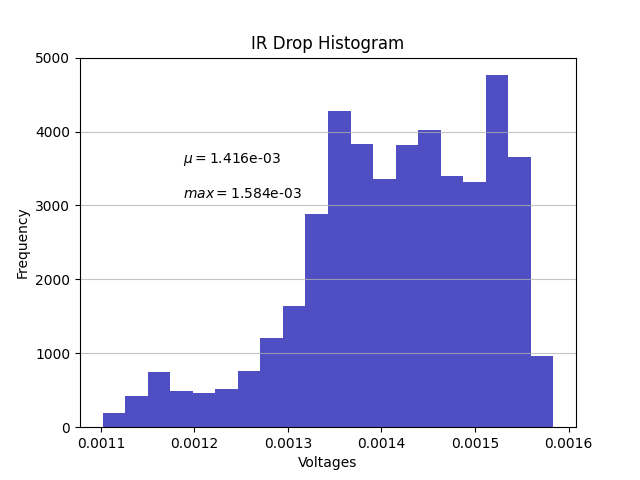 IR Drop Histogram
5000
4000
3000
2000
1000
0
Frequency
μ = 1.416e-03
max = 1.584e-03
0.0011 0.0012 0.0013 0.0014 0.0015 0.0016
Voltages